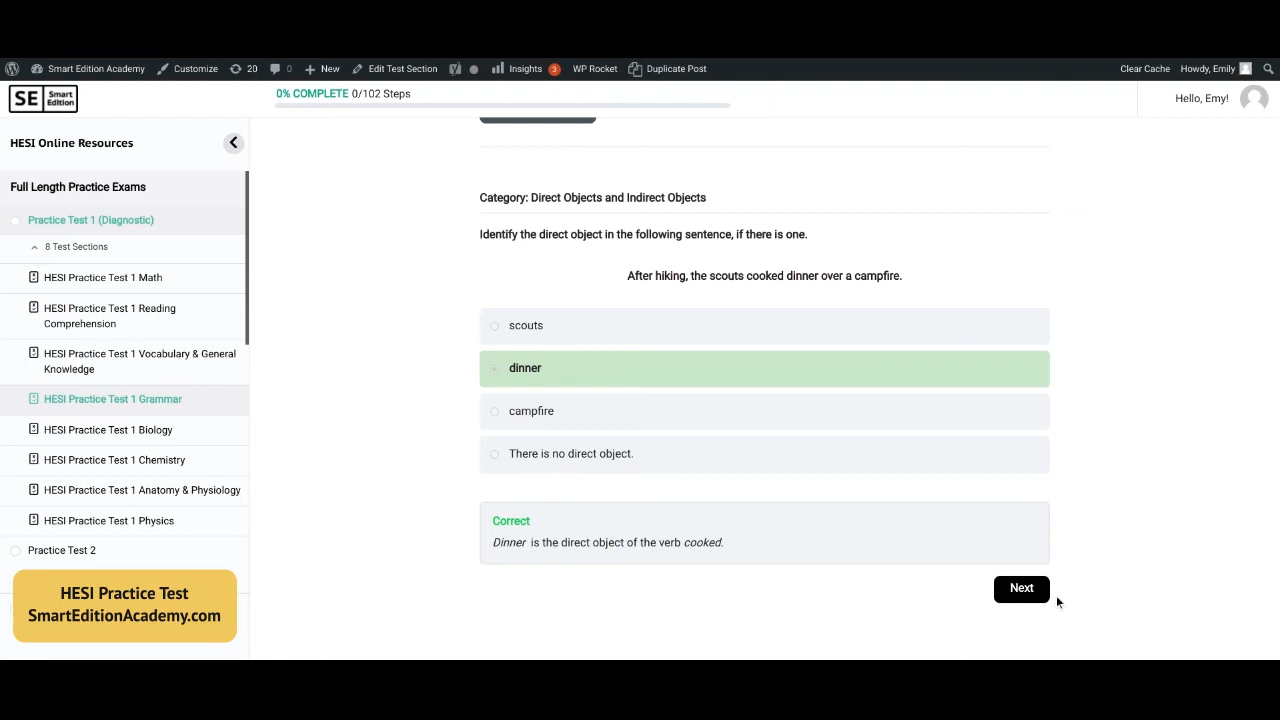 Smart Edition Academy Customize 20 0 New Edit Test Section Insights 3 WP Rocket Duplicate Post Clear Cache Howdy, Emily
SE Smart Edition
0% COMPLETE 0/102 Steps
Hello, Emy!
HESI Online Resources
Full Length Practice Exams
Practice Test 1 (Diagnostic)
8 Test Sections
HESI Practice Test 1 Math
HESI Practice Test 1 Reading
Comprehension
HESI Practice Test 1 Vocabulary & General
Knowledge
HESI Practice Test 1 Grammar
HESI Practice Test 1 Biology
HESI Practice Test 1 Chemistry
HESI Practice Test 1 Anatomy & Physiology
HESI Practice Test 1 Physics
Practice Test 2
HESI Practice Test
SmartEditionAcademy.com
Category: Direct Objects and Indirect Objects
Identify the direct object in the following sentence, if there is one.
After hiking, the scouts cooked dinner over a campfire.
scouts
dinner
campfire
There is no direct object.
Correct
Dinner is the direct object of the verb cooked.
Next